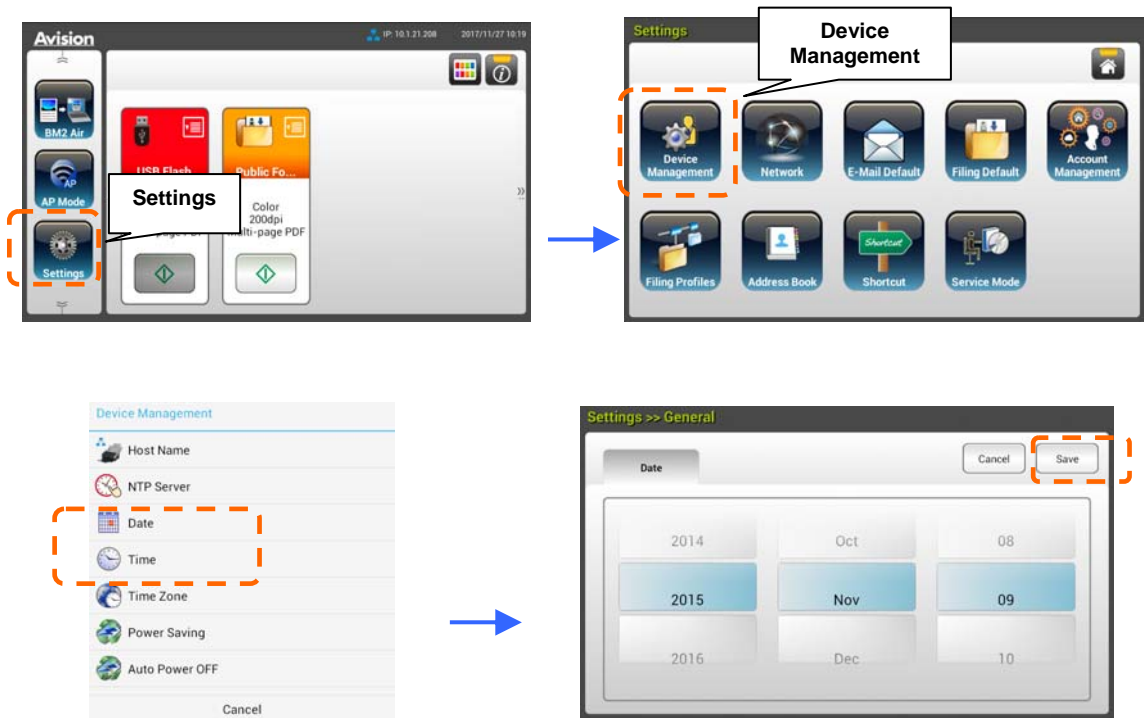 Avision
IP: 10.1.21.208
2017/11/27 10:19
BM2 Air
AP
AP Mode
Settings
USB Flash
Public Fo...
Settings
Color
200dpi
Multi-page PDF
Settings
Device
Management
Device
Management
Network
E-Mail Default
Filing Default
Account
Management
Filing Profiles
Address Book
Shortcut
Shortcut
Service Mode
Device Management
Host Name
NTP Server
Date
Time
Time Zone
Power Saving
Auto Power OFF
Cancel
Settings >> General
Date
Cancel
Save
2014 Oct 08
2015 Nov 09
2016 Dec 10